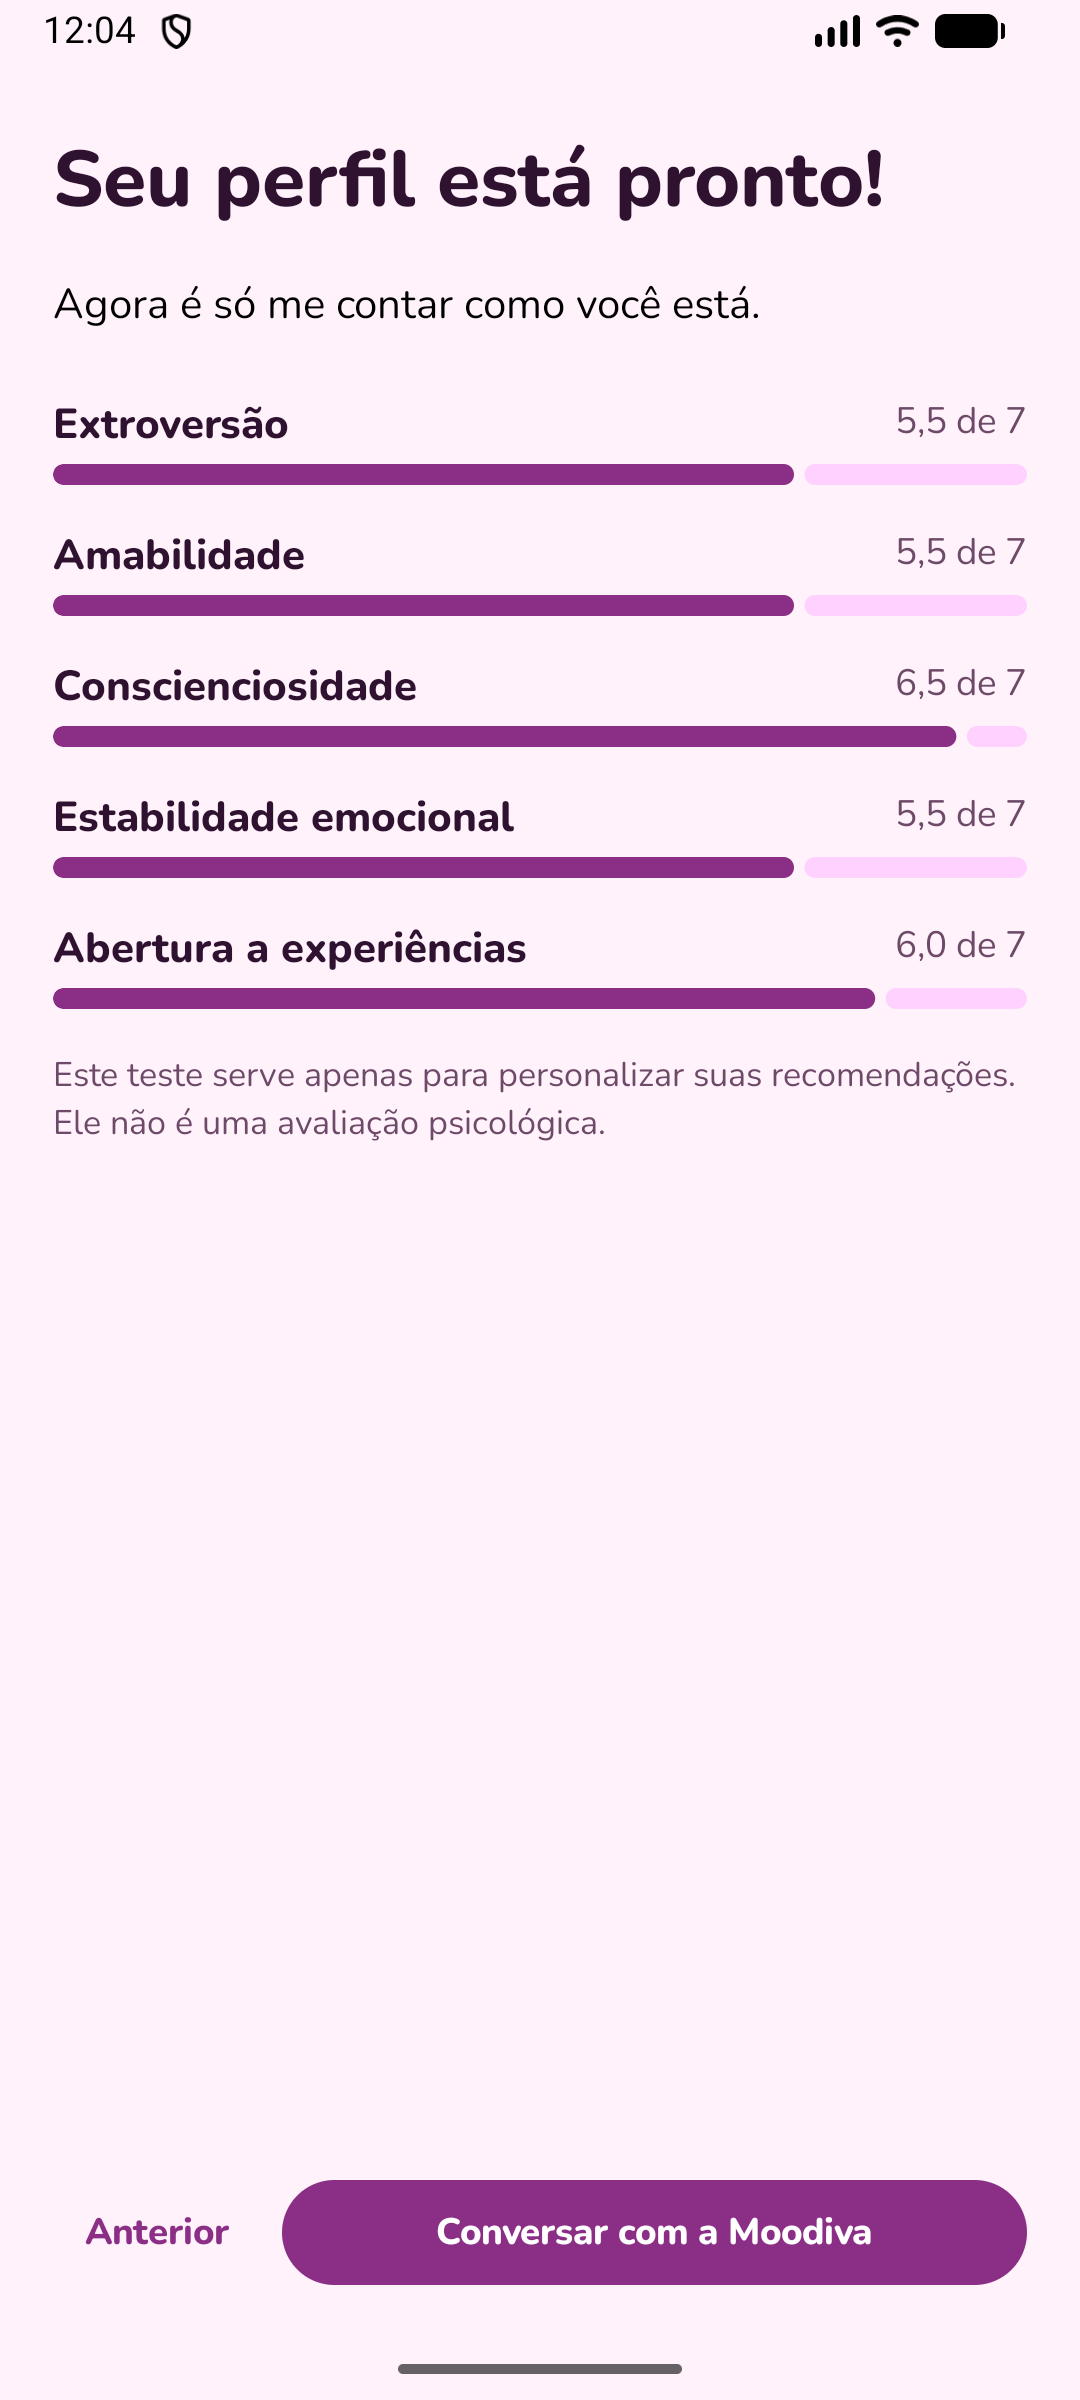 12:04
Seu perfil está pronto!
Agora é só me contar como você está.
Extroversão 5,5 de 7
Amabilidade 5,5 de 7
Conscienciosidade 6,5 de 7
Estabilidade emocional 5,5 de 7
Abertura a experiências 6,0 de 7
Este teste serve apenas para personalizar suas recomendações.
Ele não é uma avaliação psicológica.
Anterior Conversar com a Moodiva